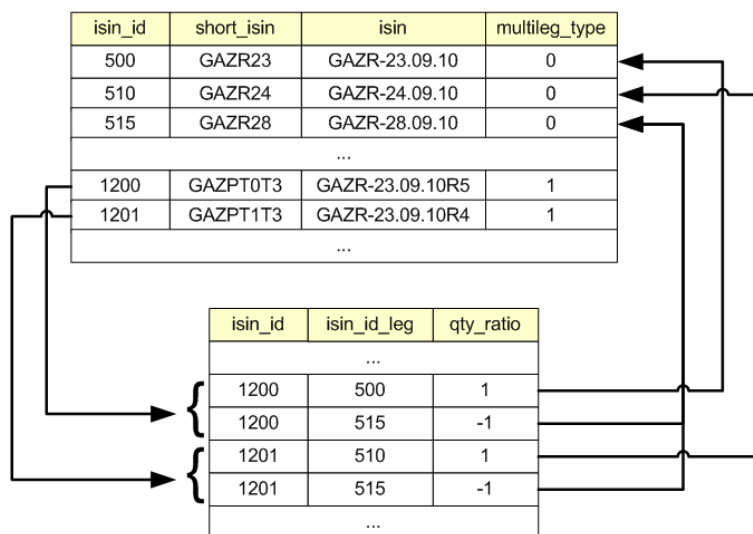 isin_id short_isin isin multileg_type
500 GAZR23 GAZR-23.09.10 0
510 GAZR24 GAZR-24.09.10 0
515 GAZR28 GAZR-28.09.10 0
...
1200 GAZPT0T3 GAZR-23.09.10R5 1
1201 GAZPT1T3 GAZR-23.09.10R4 1
...
isin_id isin_id_leg qty_ratio
...
1200 500 1
1200 515 -1
1201 510 1
1201 515 -1
...